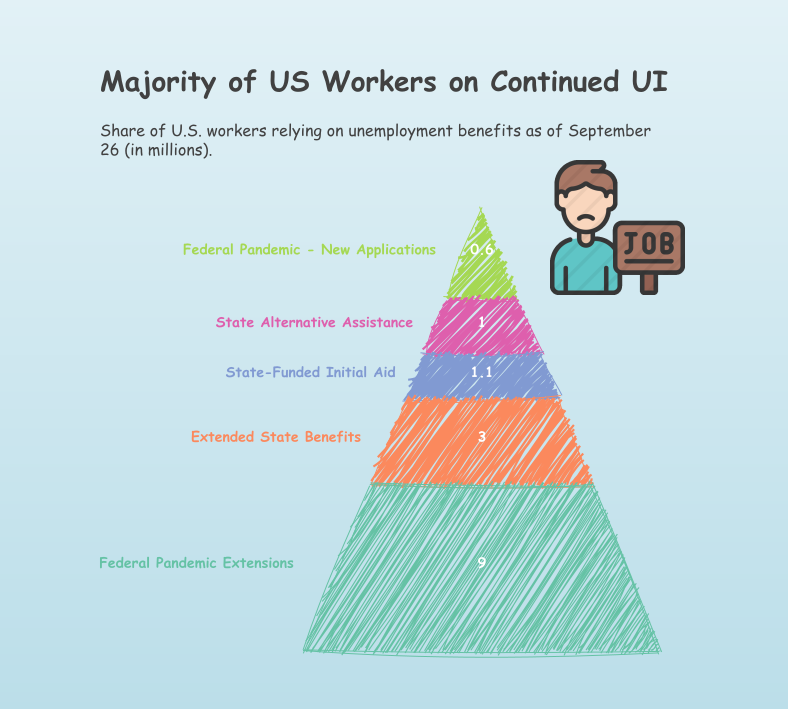 Majority of US Workers on Continued UI
Share of U.S. workers relying on unemployment benefits as of September
26 (in millions).
JOB
Federal Pandemic - New Applications 0.6
State Alternative Assistance 1
State-Funded Initial Aid 1.1
Extended State Benefits 3
Federal Pandemic Extensions 9